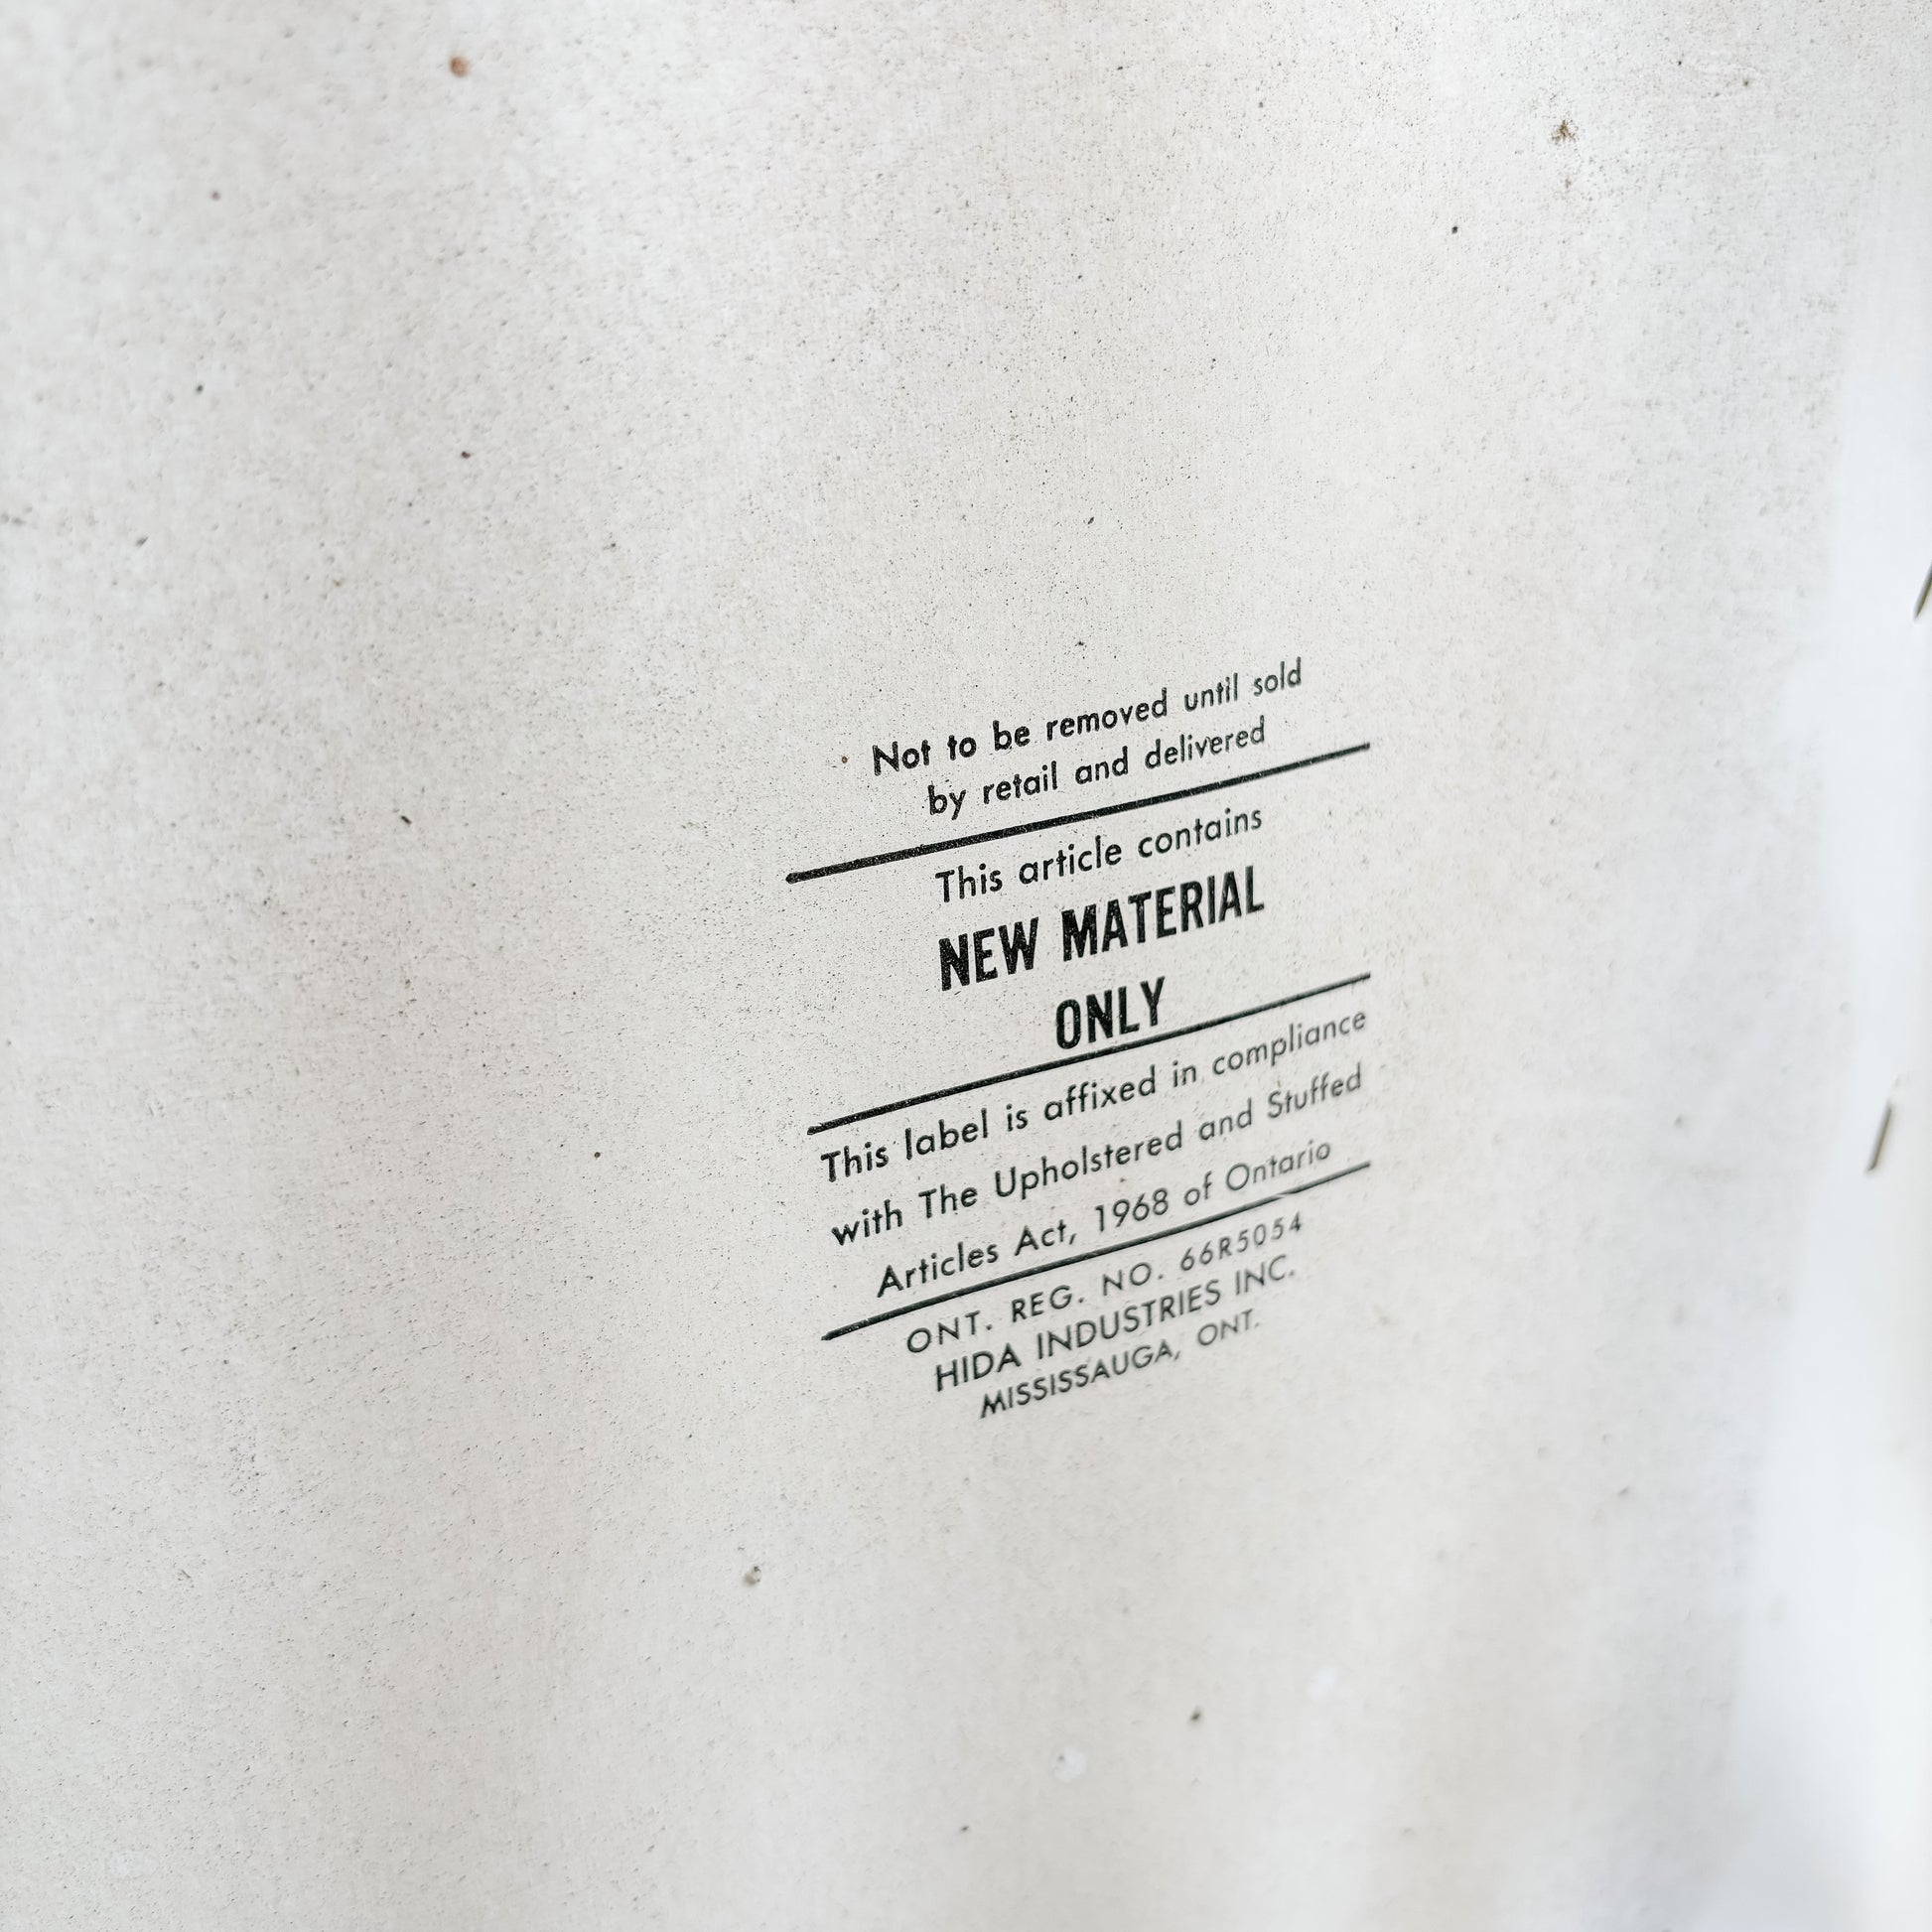 Not to be removed until sold
by retail and delivered
This article contains
NEW MATERIAL
ONLY
This label is affixed in compliance
with The Upholstered and Stuffed
Articles Act, 1968 of Ontario
ONT. REG. NO. 66R5054
HIDA INDUSTRIES INC.
MISSISSAUGA, ONT.